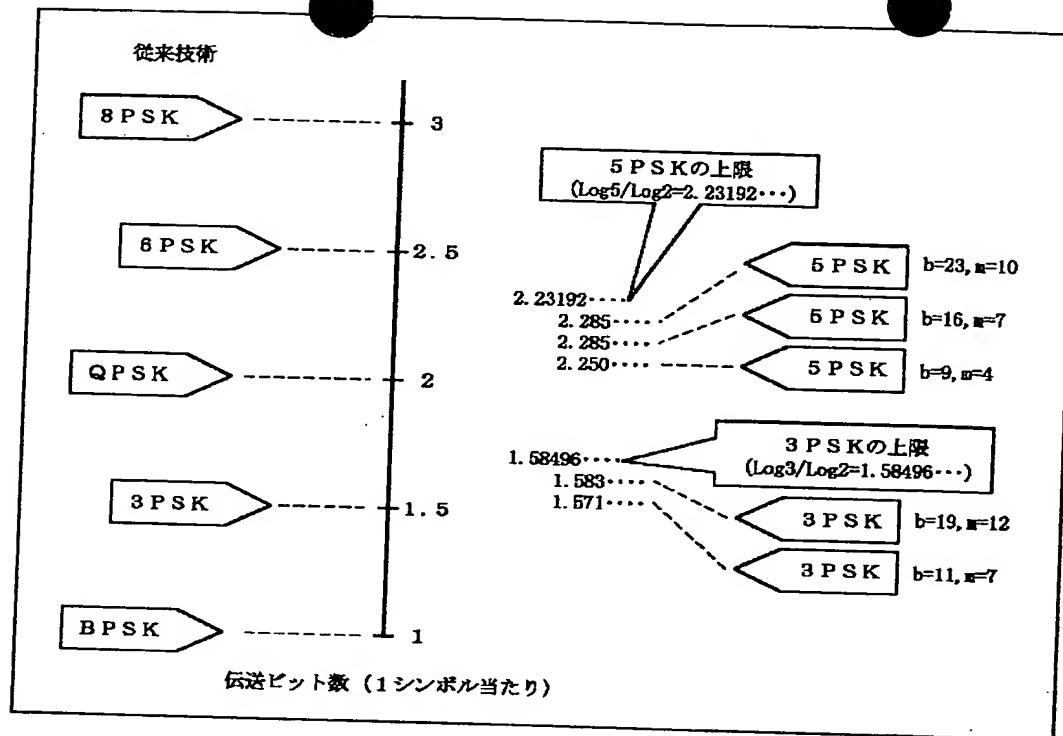 従来技術
8PSK
3
6PSK
2.5
QPSK
2
3PSK
1.5
BPSK
1
伝送ビット数(1シンボル当たり)
5PSKの上限
(Log5/Log2=2.23192···)
2.23192····
2.285····
2.285····
2.250····
5PSK b=23,m=10
5PSK b=16,m=7
5PSK b=9,m=4
3PSKの上限
(Log3/Log2=1.58496···)
1.58496····
1.583····
1.571····
3PSK b=19,m=12
3PSK b=11,m=7